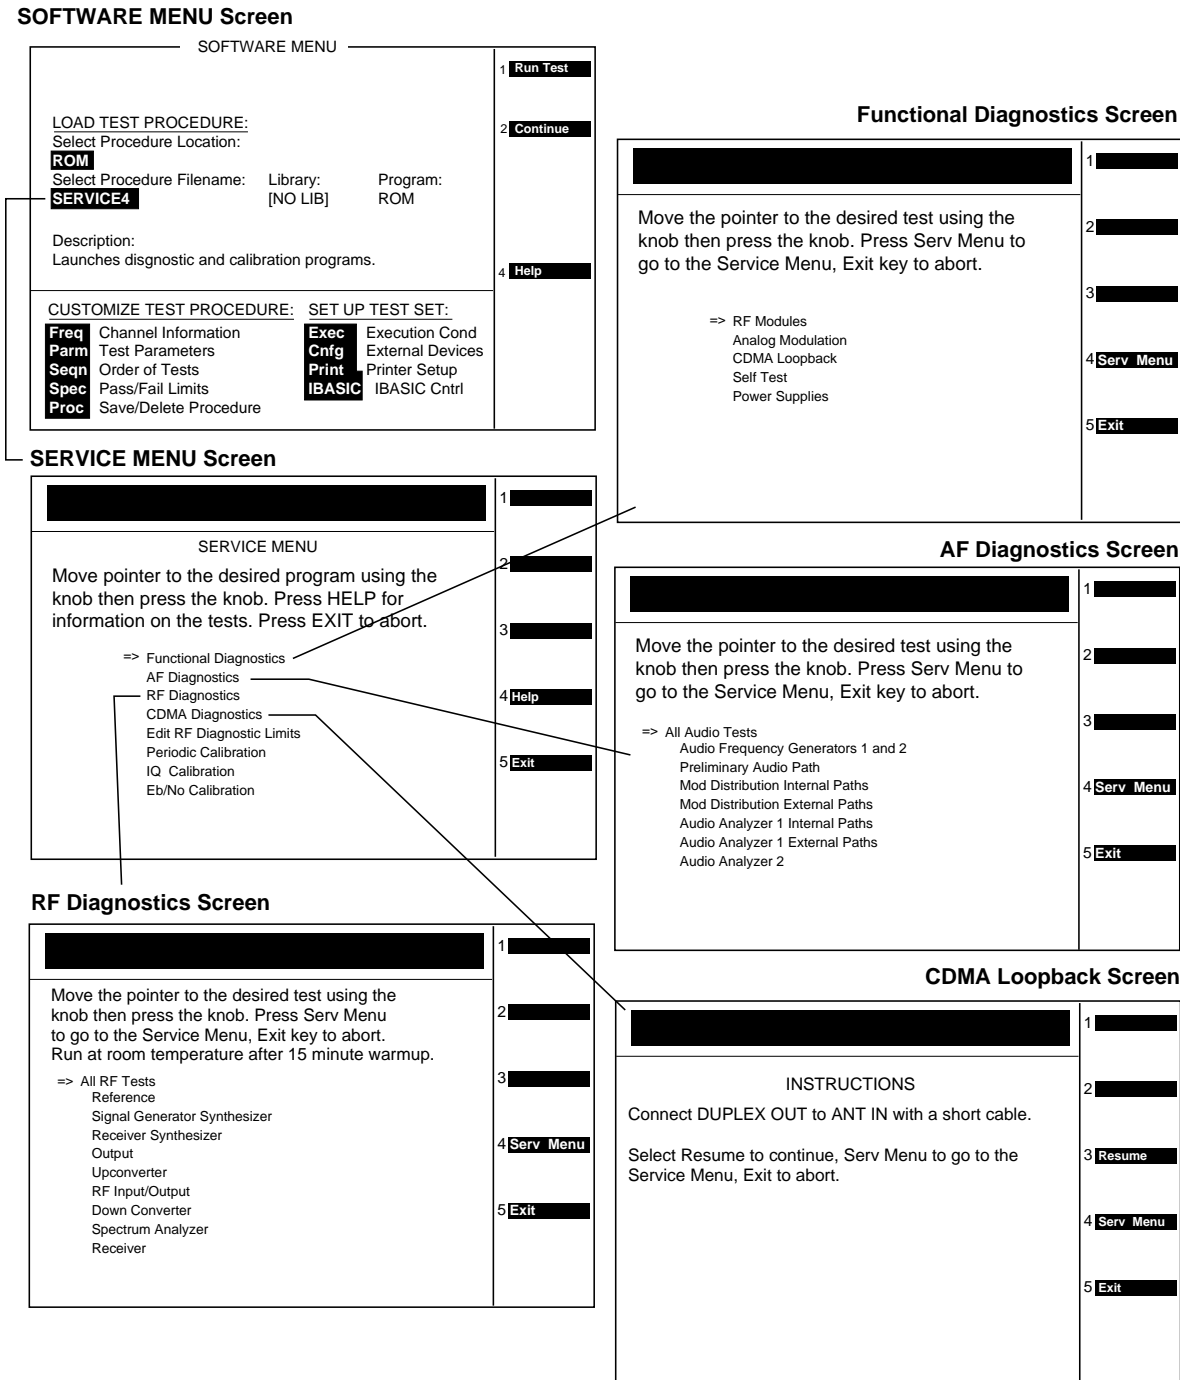 SOFTWARE MENU Screen
SOFTWARE MENU
1 Run Test
LOAD TEST PROCEDURE:
2 Continue
Select Procedure Location:
ROM
Select Procedure Filename: Library: Program:
SERVICE4 [NO LIB] ROM
Description:
Launches disgnostic and calibration programs.
4 Help
CUSTOMIZE TEST PROCEDURE: SET UP TEST SET:
Freq Channel Information Exec Execution Cond
Parm Test Parameters Cnfg External Devices
Seqn Order of Tests Print Printer Setup
Spec Pass/Fail Limits IBASIC IBASIC Cntrl
Proc Save/Delete Procedure
Functional Diagnostics Screen
1
Move the pointer to the desired test using the
knob then press the knob. Press Serv Menu to
go to the Service Menu, Exit key to abort.
2
3
=> RF Modules
Analog Modulation
CDMA Loopback
Self Test
Power Supplies
4 Serv Menu
5 Exit
SERVICE MENU Screen
1
SERVICE MENU
2
Move pointer to the desired program using the
knob then press the knob. Press HELP for
information on the tests. Press EXIT to abort.
3
=> Functional Diagnostics
AF Diagnostics
RF Diagnostics
CDMA Diagnostics
Edit RF Diagnostic Limits
Periodic Calibration
IQ Calibration
Eb/No Calibration
4 Help
5 Exit
AF Diagnostics Screen
1
Move the pointer to the desired test using the
knob then press the knob. Press Serv Menu to
go to the Service Menu, Exit key to abort.
2
3
=> All Audio Tests
Audio Frequency Generators 1 and 2
Preliminary Audio Path
Mod Distribution Internal Paths
Mod Distribution External Paths
Audio Analyzer 1 Internal Paths
Audio Analyzer 1 External Paths
Audio Analyzer 2
4 Serv Menu
5 Exit
RF Diagnostics Screen
1
Move the pointer to the desired test using the
knob then press the knob. Press Serv Menu
to go to the Service Menu, Exit key to abort.
Run at room temperature after 15 minute warmup.
2
3
=> All RF Tests
Reference
Signal Generator Synthesizer
Receiver Synthesizer
Output
Upconverter
RF Input/Output
Down Converter
Spectrum Analyzer
Receiver
4 Serv Menu
5 Exit
CDMA Loopback Screen
1
INSTRUCTIONS
2
Connect DUPLEX OUT to ANT IN with a short cable.
Select Resume to continue, Serv Menu to go to the
Service Menu, Exit to abort.
3 Resume
4 Serv Menu
5 Exit